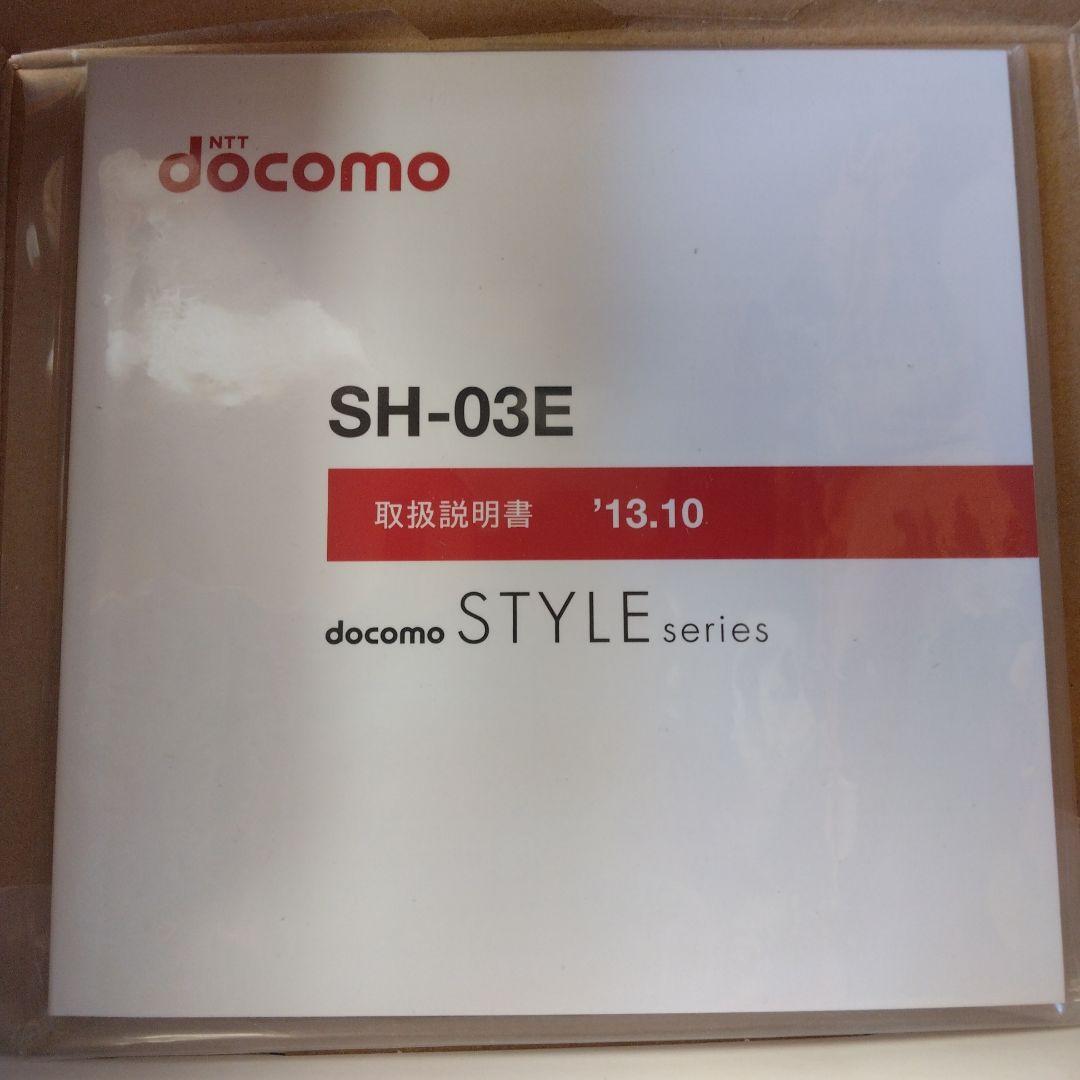 NTT
docomo
SH-03E
取扱説明書 ’13.10
docomo STYLE series